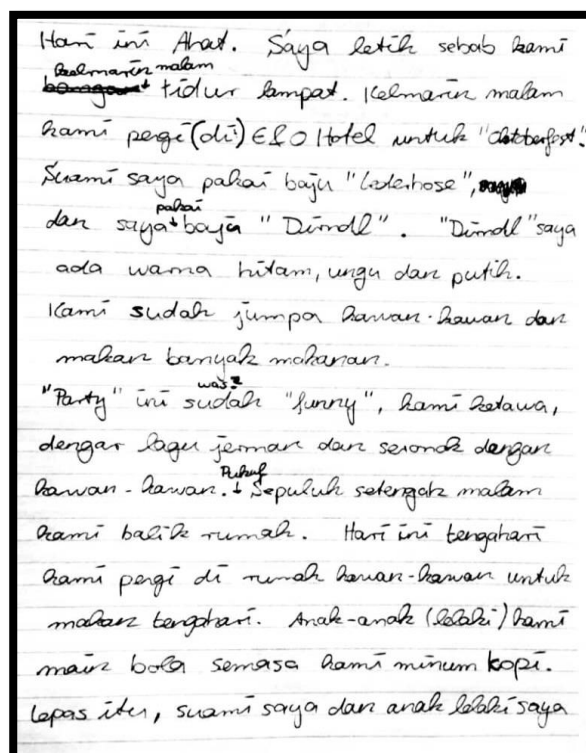 Hari ini Ahat. Saya letih sebab kami
kelmarin malam
tidur lampat. Kelmarin malam
kami pergi (di) E&O Hotel untuk "Oktoberfest".
Suami saya pakai baju "Lederhose",
pakai
dan saya baju "Dirndl". "Dirndl" saya
ada warna hitam, ungu dan putih.
Kami sudah jumpa kawan-kawan dan
makan banyak makanan.
was?
"Party" ini sudah "funny", kami ketawa,
dengar lagu jerman dan seronok dengan
Pukul
kawan-kawan. Sepuluh setengah malam
kami balik rumah. Hari ini tengahari
kami pergi di rumah kawan-kawan untuk
makan tengahari. Anak-anak (lelaki) kami
main bola semasa kami minum kopi.
Lepas itu, suami saya dan anak lelaki saya